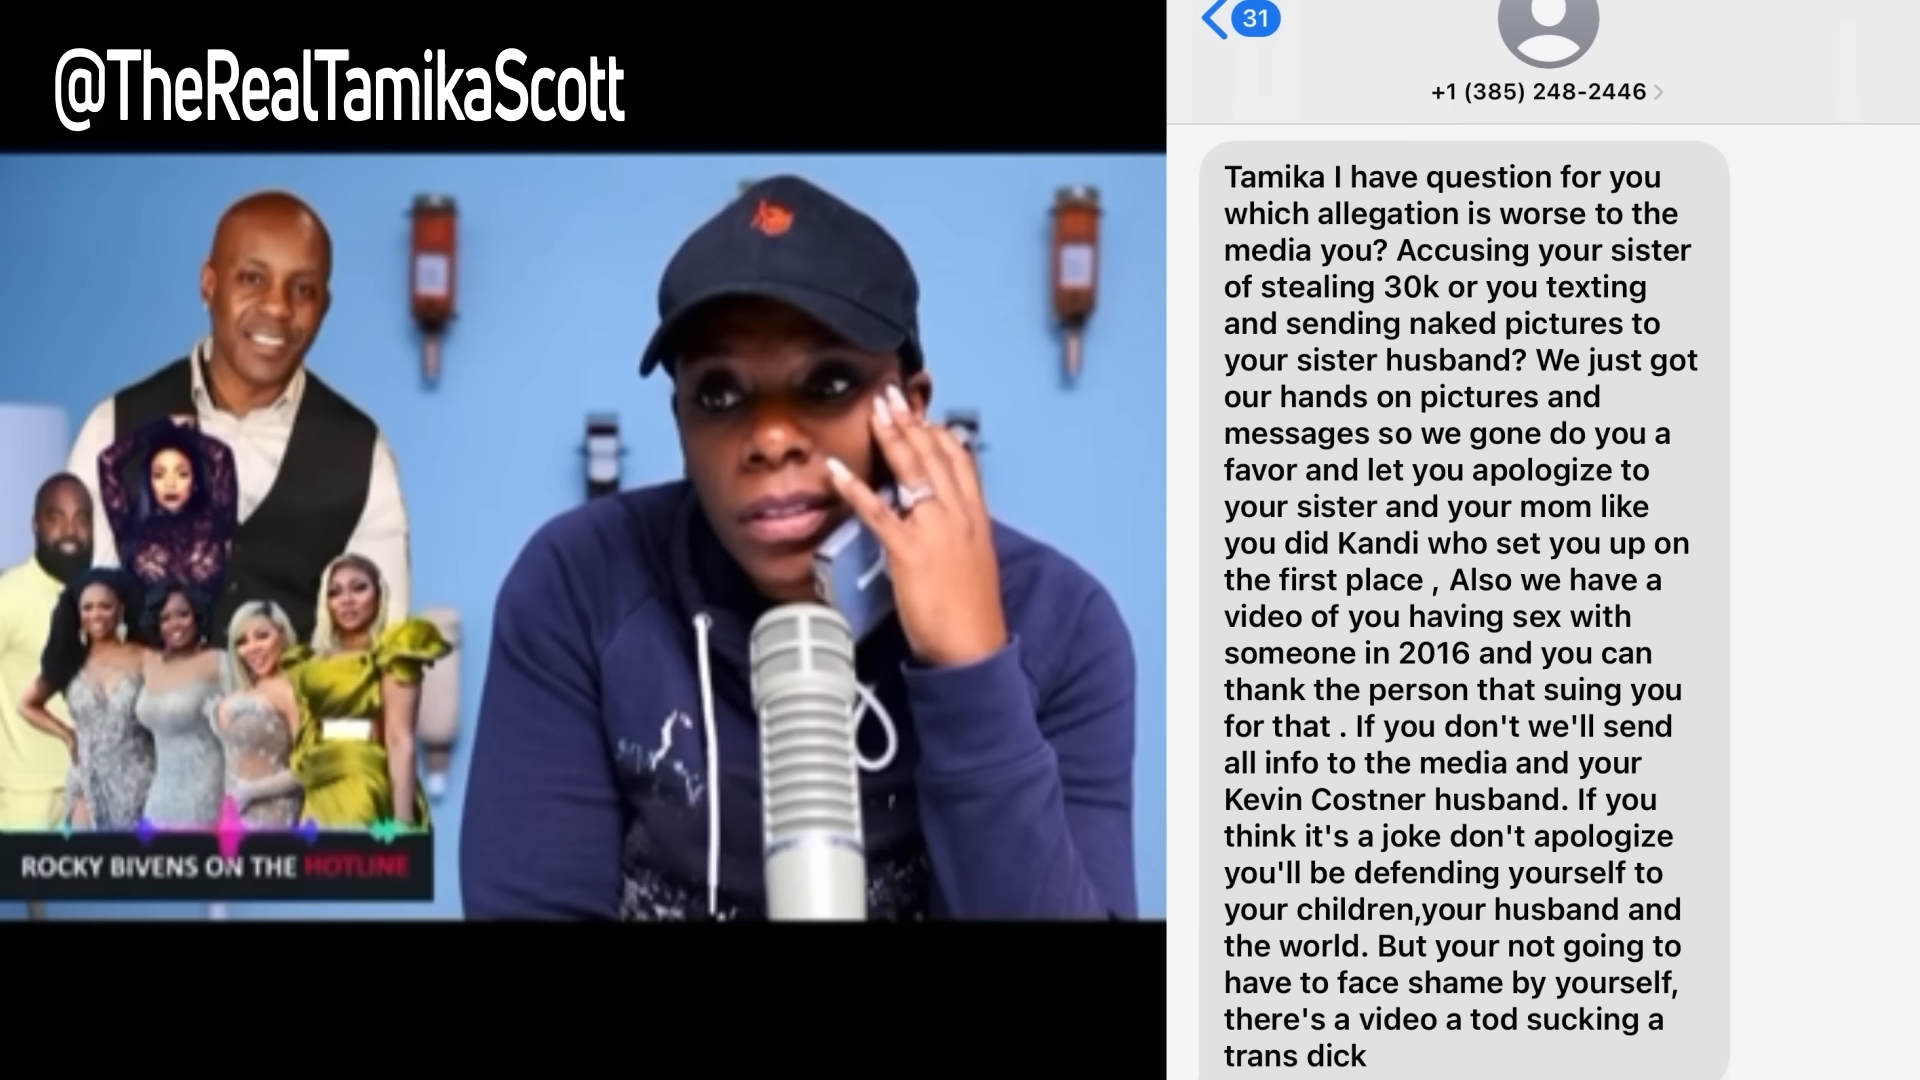 @TheRealTamikaScott
ROCKY BIVENS ON THE HOTLINE
31
+1 (385) 248-2446
Tamika I have question for you
which allegation is worse to the
media you? Accusing your sister
of stealing 30k or you texting
and sending naked pictures to
your sister husband? We just got
our hands on pictures and
messages so we gone do you a
favor and let you apologize to
your sister and your mom like
you did Kandi who set you up on
the first place , Also we have a
video of you having sex with
someone in 2016 and you can
thank the person that suing you
for that . If you don't we'll send
all info to the media and your
Kevin Costner husband. If you
think it's a joke don't apologize
you'll be defending yourself to
your children,your husband and
the world. But your not going to
have to face shame by yourself,
there's a video a tod sucking a
trans dick